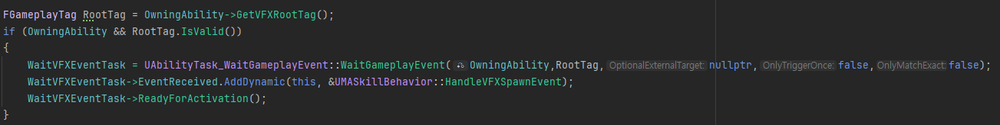 FGameplayTag RootTag = OwningAbility->GetVFXRootTag();
if (OwningAbility && RootTag.IsValid())
{
    WaitVFXEventTask = UAbilityTask_WaitGameplayEvent::WaitGameplayEvent(OwningAbility,RootTag,OptionalExternalTarget:nullptr,OnlyTriggerOnce:false,OnlyMatchExact:false);
    WaitVFXEventTask->EventReceived.AddDynamic(this, &UMASkillBehavior::HandleVFXSpawnEvent);
    WaitVFXEventTask->ReadyForActivation();
}